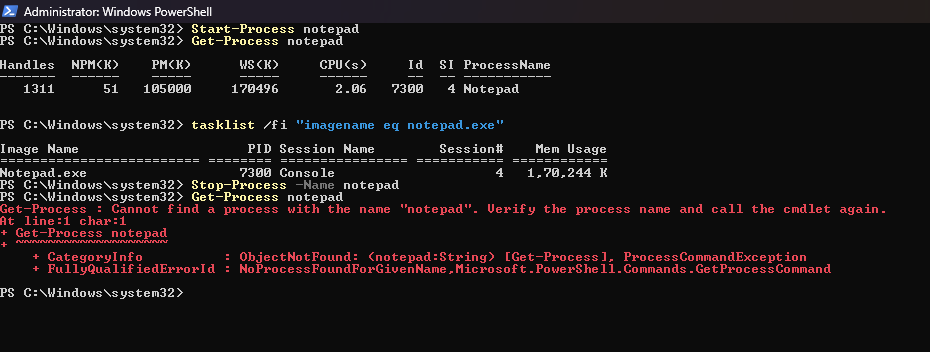 Administrator: Windows PowerShell
PS C:\Windows\system32> Start-Process notepad
PS C:\Windows\system32> Get-Process notepad
Handles  NPM(K)    PM(K)      WS(K)     CPU(s)     Id  SI ProcessName
-------  ------    -----      -----     ------     --  -- -----------
   1311      51   105000     170496       2.06   7300   4 Notepad
PS C:\Windows\system32> tasklist /fi "imagename eq notepad.exe"
Image Name                     PID Session Name        Session#    Mem Usage
========================= ======== ================ =========== ============
Notepad.exe                   7300 Console                    4   1,70,244 K
PS C:\Windows\system32> Stop-Process -Name notepad
PS C:\Windows\system32> Get-Process notepad
Get-Process : Cannot find a process with the name "notepad". Verify the process name and call the cmdlet again.
At line:1 char:1
+ Get-Process notepad
+ ~~~~~~~~~~~~~~~~~~~
    + CategoryInfo          : ObjectNotFound: (notepad:String) [Get-Process], ProcessCommandException
    + FullyQualifiedErrorId : NoProcessFoundForGivenName,Microsoft.PowerShell.Commands.GetProcessCommand
PS C:\Windows\system32>